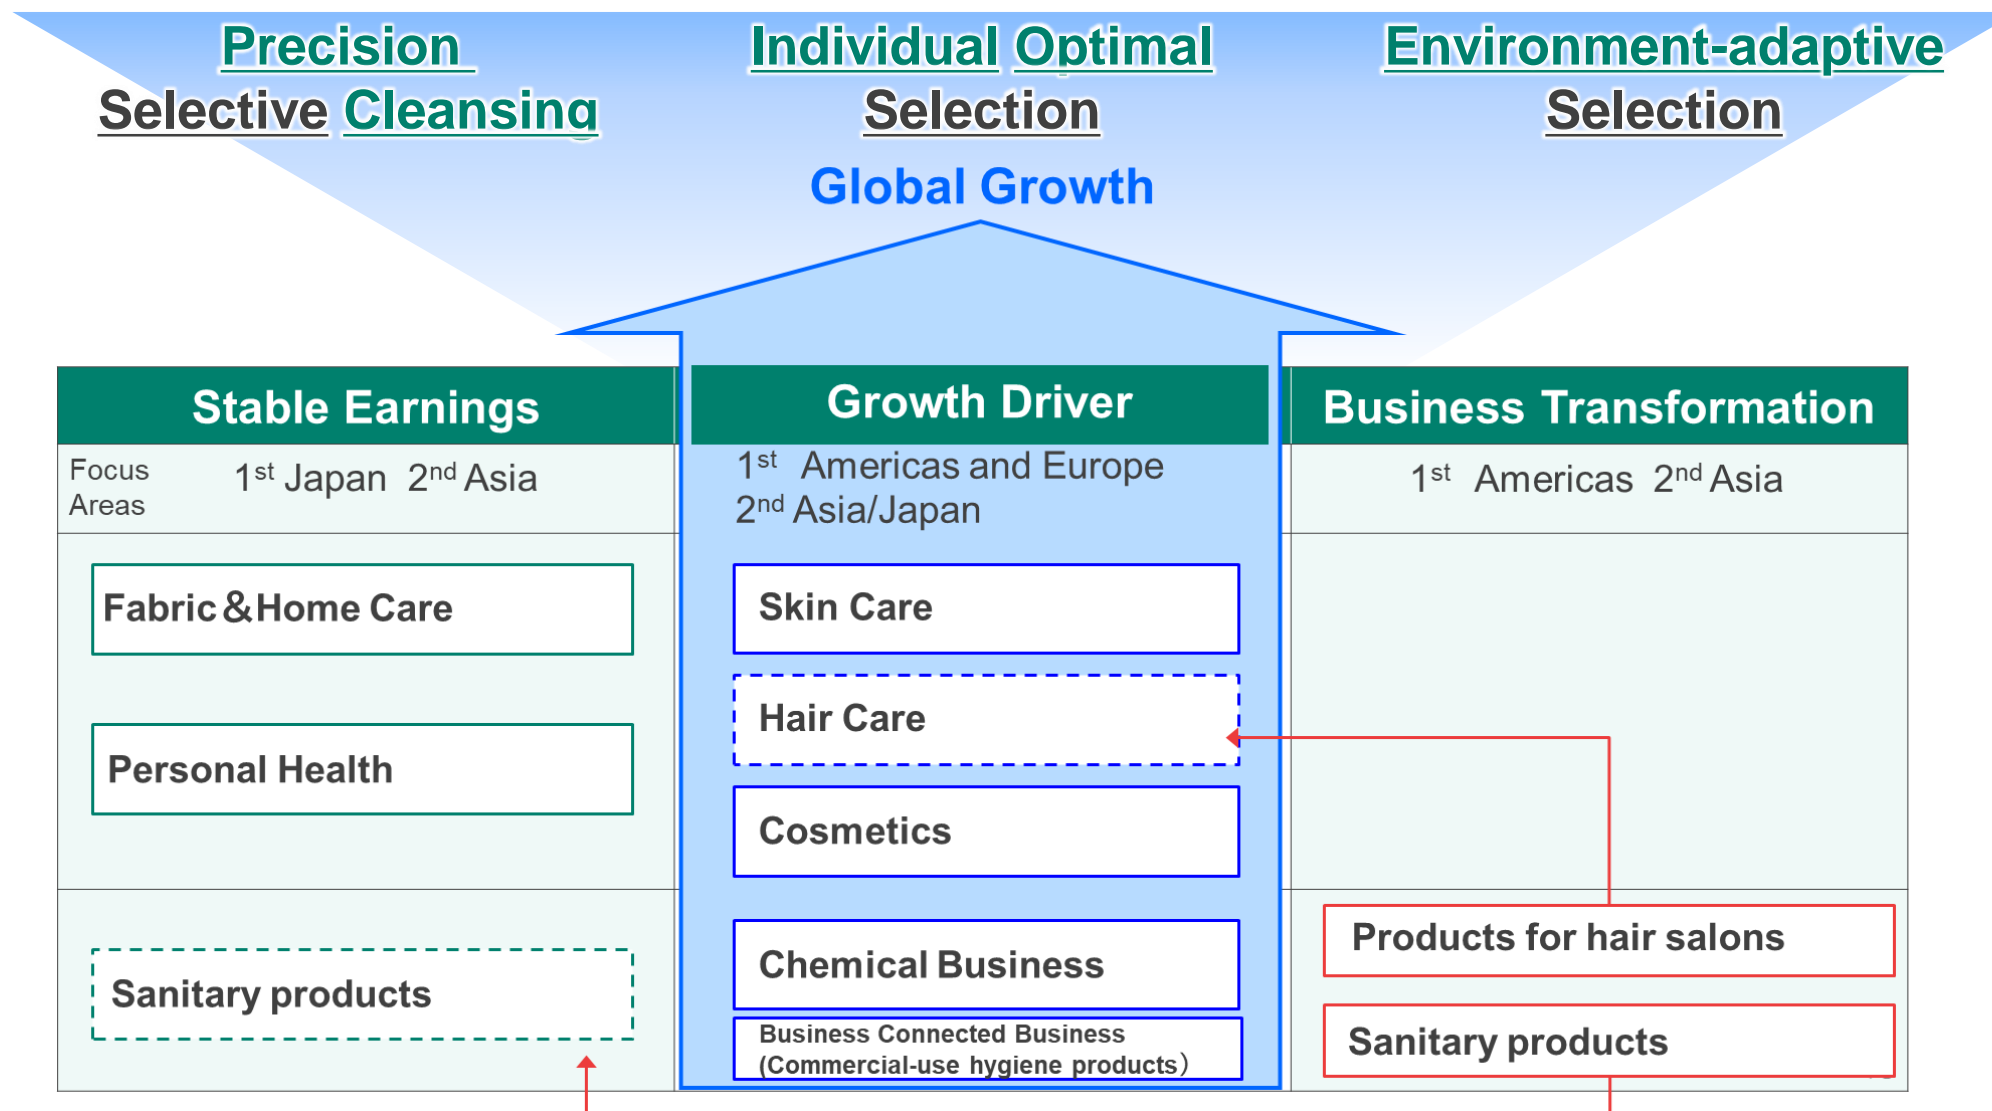 Precision
Selective Cleansing
Individual Optimal
Selection
Environment-adaptive
Selection
Global Growth
Stable Earnings
Growth Driver
Business Transformation
Focus
Areas
1st Japan 2nd Asia
1st Americas and Europe
2nd Asia/Japan
1st Americas 2nd Asia
Fabric＆Home Care
Personal Health
Sanitary products
Skin Care
Hair Care
Cosmetics
Chemical Business
Business Connected Business
(Commercial-use hygiene products）
Products for hair salons
Sanitary products